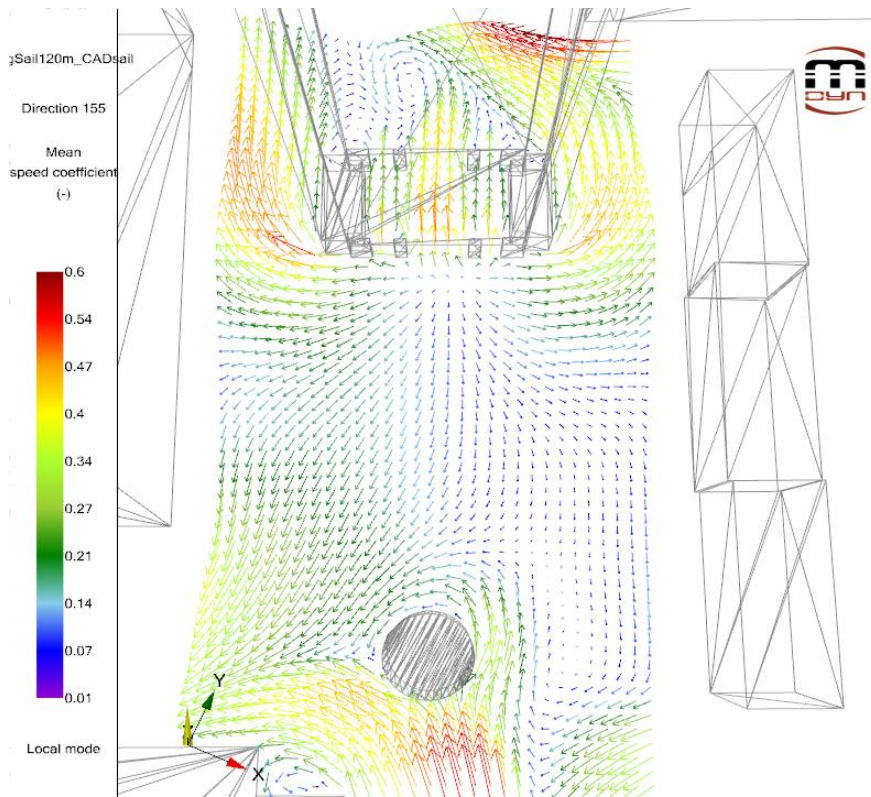 gSail120m_CADsail
Direction 155
Mean
speed coefficient
(-)
0.6
0.54
0.47
0.4
0.34
0.27
0.21
0.14
0.07
0.01
Local mode
Y
X